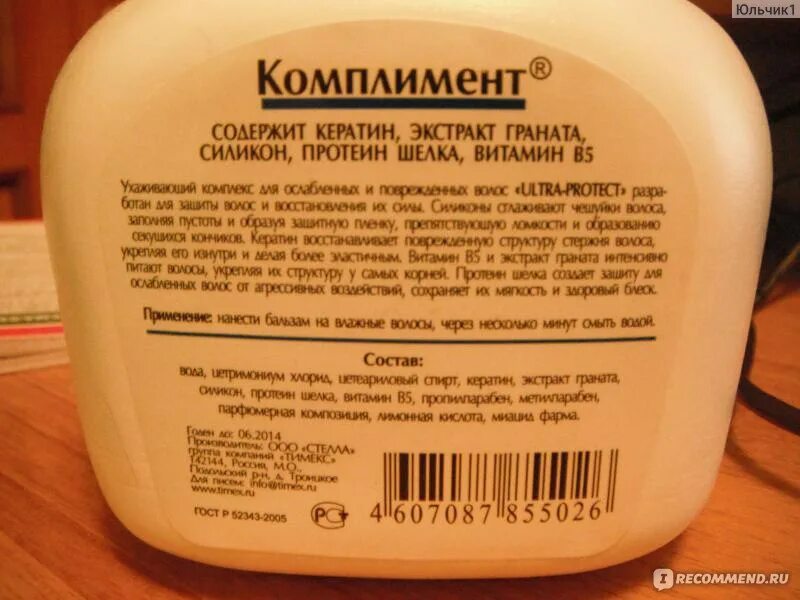 Юльчик1
Комплимент®
СОДЕРЖИТ КЕРАТИН, ЭКСТРАКТ ГРАНАТА,
СИЛИКОН, ПРОТЕИН ШЕЛКА, ВИТАМИН В5
Ухаживающий комплекс для ослабленных и поврежденных волос «ULTRA-PROTECT» разра-
ботан для защиты волос и восстановления их силы. Силиконы сглаживают чешуйки волоса,
заполняя пустоты и образуя защитную пленку, препятствующую ломкости и образованию
секущихся кончиков. Кератин восстанавливает поврежденную структуру стержня волоса,
укрепляя его изнутри и делая более эластичным. Витамин В5 и экстракт граната интенсивно
питают волосы, укрепляя их структуру у самых корней. Протеин шелка создает защиту для
ослабленных волос от агрессивных воздействий, сохраняет их мягкость и здоровый блеск.
Применение: нанести бальзам на влажные волосы, через несколько минут смыть водой.
Состав:
вода, цетримониум хлорид, цетеариловый спирт, кератин, экстракт граната,
силикон, протеин шелка, витамин В5, пропилпарабен, метилпарабен,
парфюмерная композиция, лимонная кислота, миацид фарма.
Годен до: 06.2014
Производитель: ООО «СТЕЛЛА»
группа компаний «ТИМЕКС»
142144, Россия, М.О.,
Подольский р-н, д. Троицкое
Для писем: info@timex.ru
www.timex.ru
ГОСТ Р 52343-2005
4 607087 855026
IRECOMMEND.RU